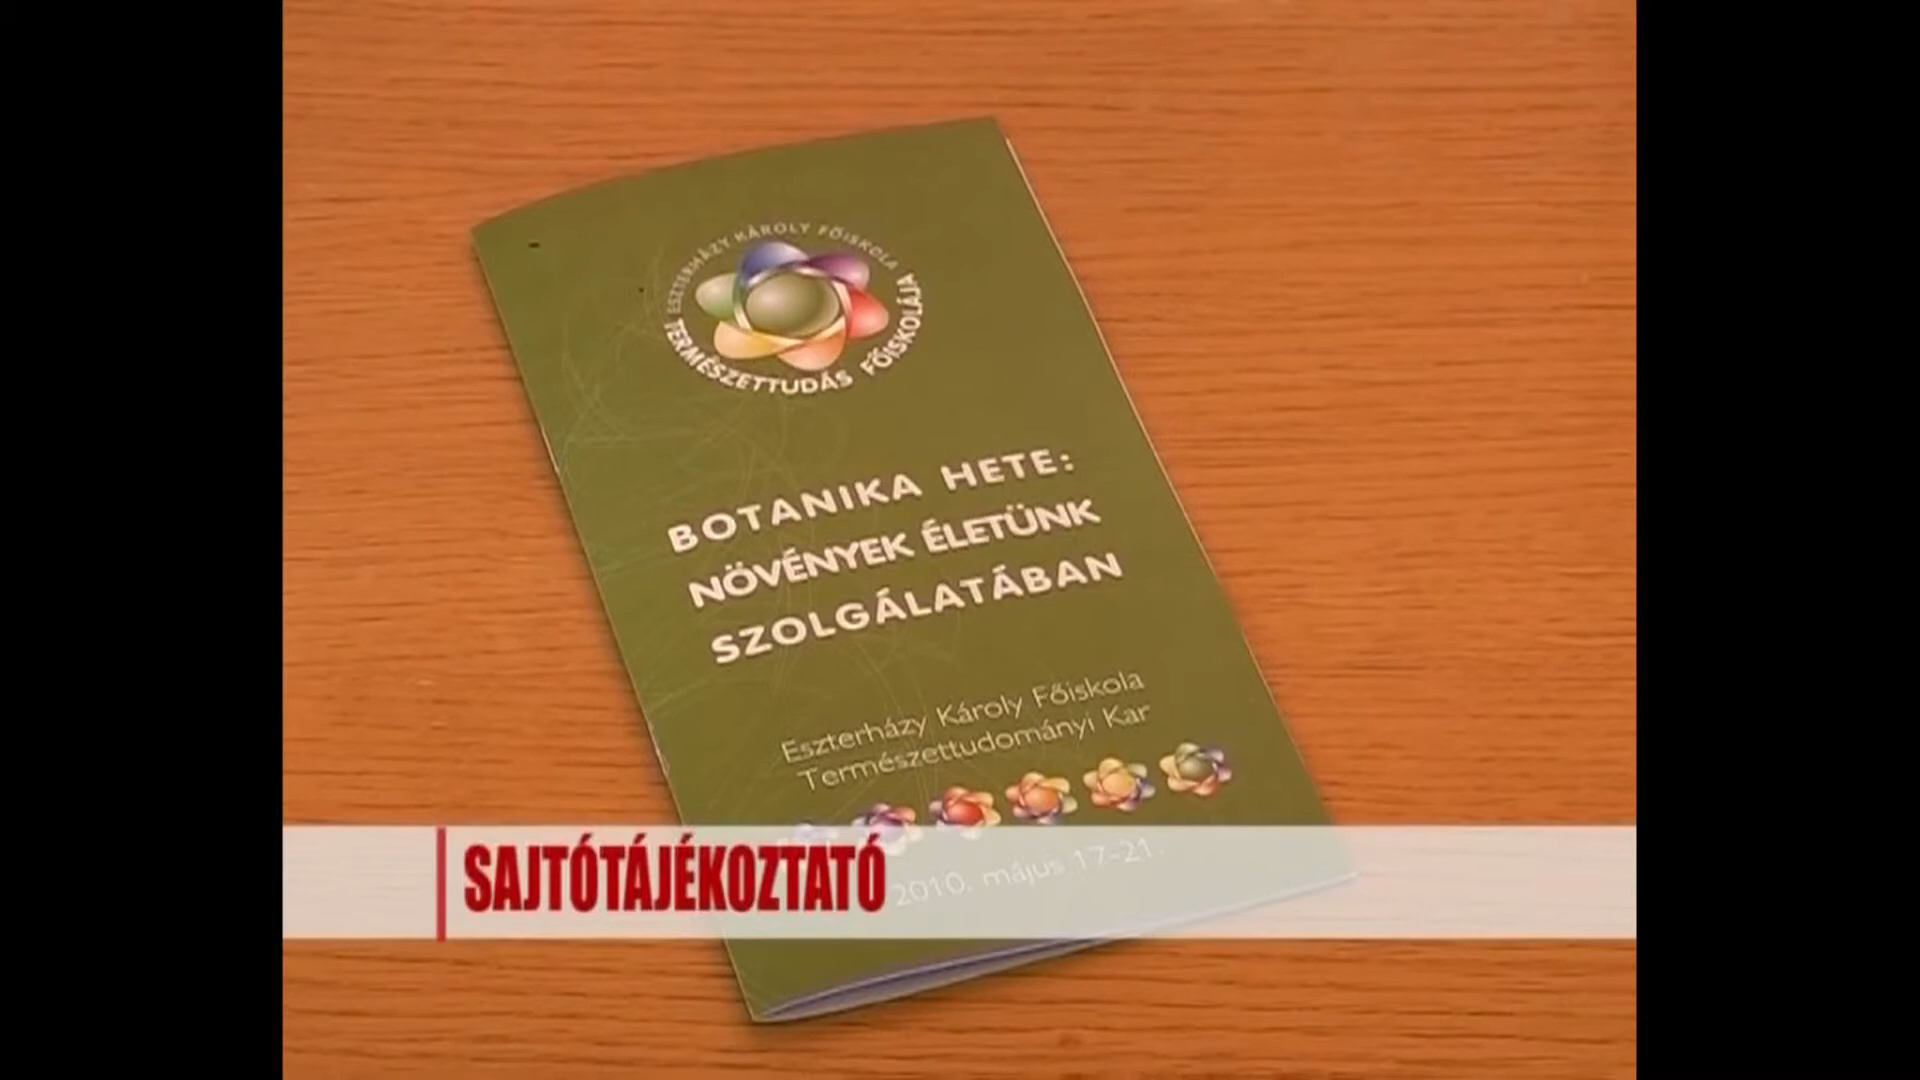 ESZTERHÁZY KÁROLY FŐISKOLA
TERMÉSZETTUDÁS FŐISKOLÁJA
BOTANIKA HETE:
NÖVÉNYEK ÉLETÜNK
SZOLGÁLATÁBAN
Eszterházy Károly Főiskola
Természettudományi Kar
2010. május 17-21.
SAJTÓTÁJÉKOZTATÓ